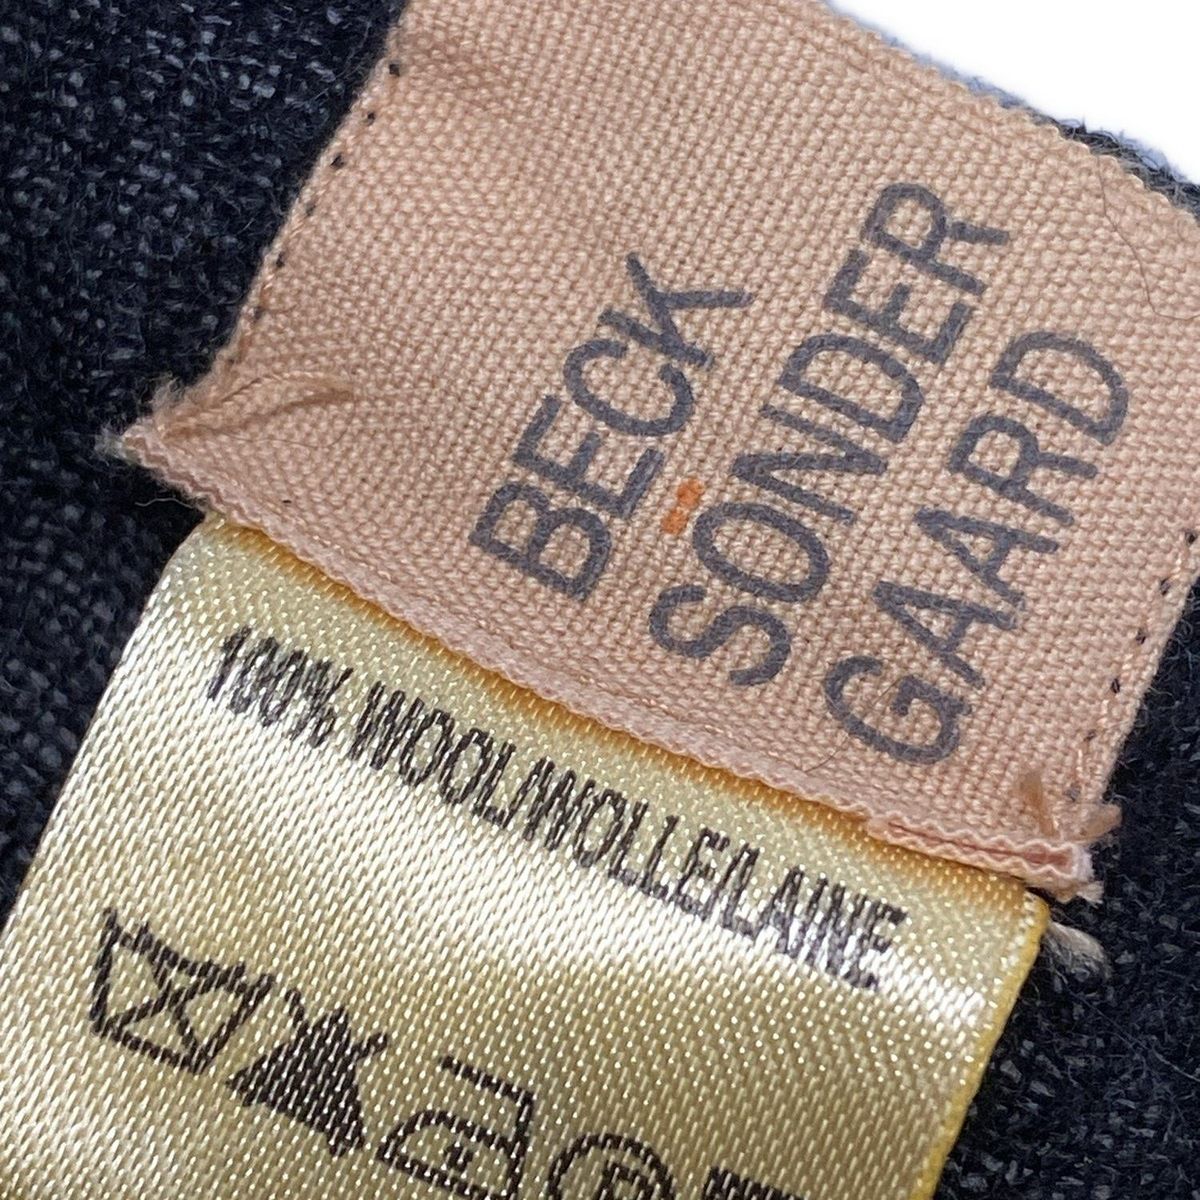 BECK
SÖNDER
GAARD
100% WOOL/WOLLE/LAINE
P